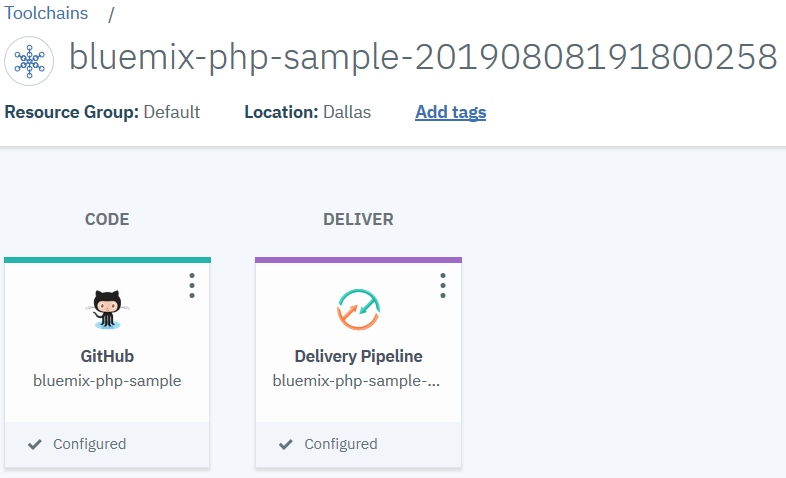 Toolchains /
bluemix-php-sample-20190808191800258
Resource Group: Default Location: Dallas Add tags
CODE DELIVER
GitHub Delivery Pipeline
bluemix-php-sample bluemix-php-sample-...
Configured Configured